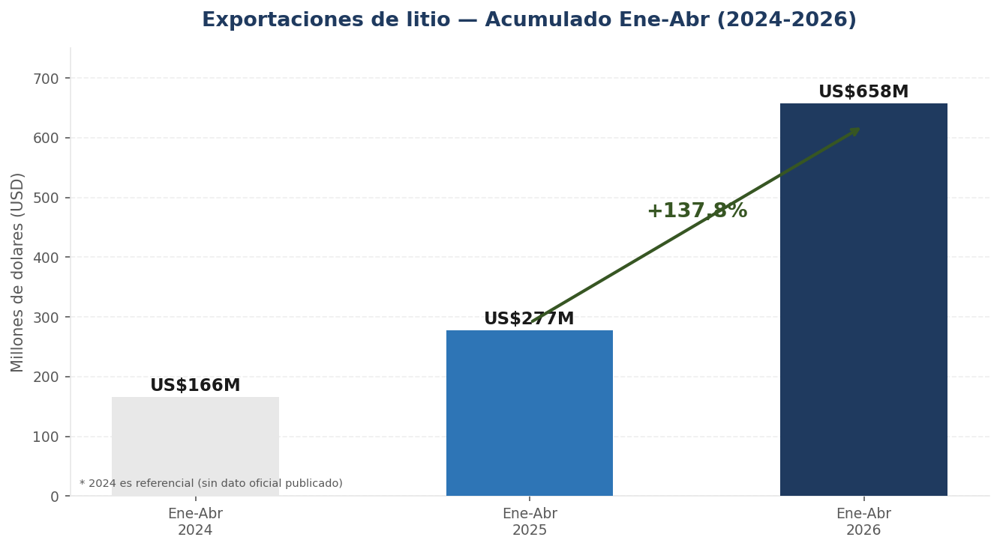 Exportaciones de litio — Acumulado Ene-Abr (2024-2026)
Millones de dolares (USD)
700
600
500
400
300
200
100
0
US$166M
US$277M
US$658M
+137.8%
* 2024 es referencial (sin dato oficial publicado)
Ene-Abr
2024
Ene-Abr
2025
Ene-Abr
2026